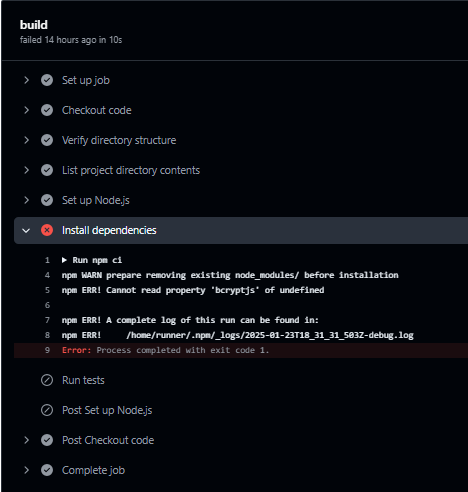 build
failed 14 hours ago in 10s
Set up job
Checkout code
Verify directory structure
List project directory contents
Set up Node.js
Install dependencies
1 ▶ Run npm ci
4 npm WARN prepare removing existing node_modules/ before installation
5 npm ERR! Cannot read property 'bcryptjs' of undefined
6
7 npm ERR! A complete log of this run can be found in:
8 npm ERR!     /home/runner/.npm/_logs/2025-01-23T18_31_31_503Z-debug.log
9 Error: Process completed with exit code 1.
Run tests
Post Set up Node.js
Post Checkout code
Complete job